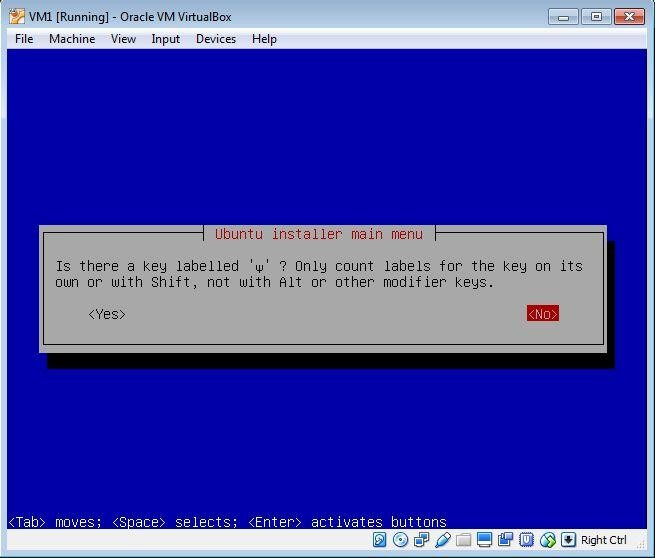 VM1 [Running] - Oracle VM VirtualBox
File Machine View Input Devices Help
Ubuntu installer main menu
Is there a key labelled 'ψ' ? Only count labels for the key on its
own or with Shift, not with Alt or other modifier keys.
<Yes> <No>
<Tab> moves; <Space> selects; <Enter> activates buttons
Right Ctrl